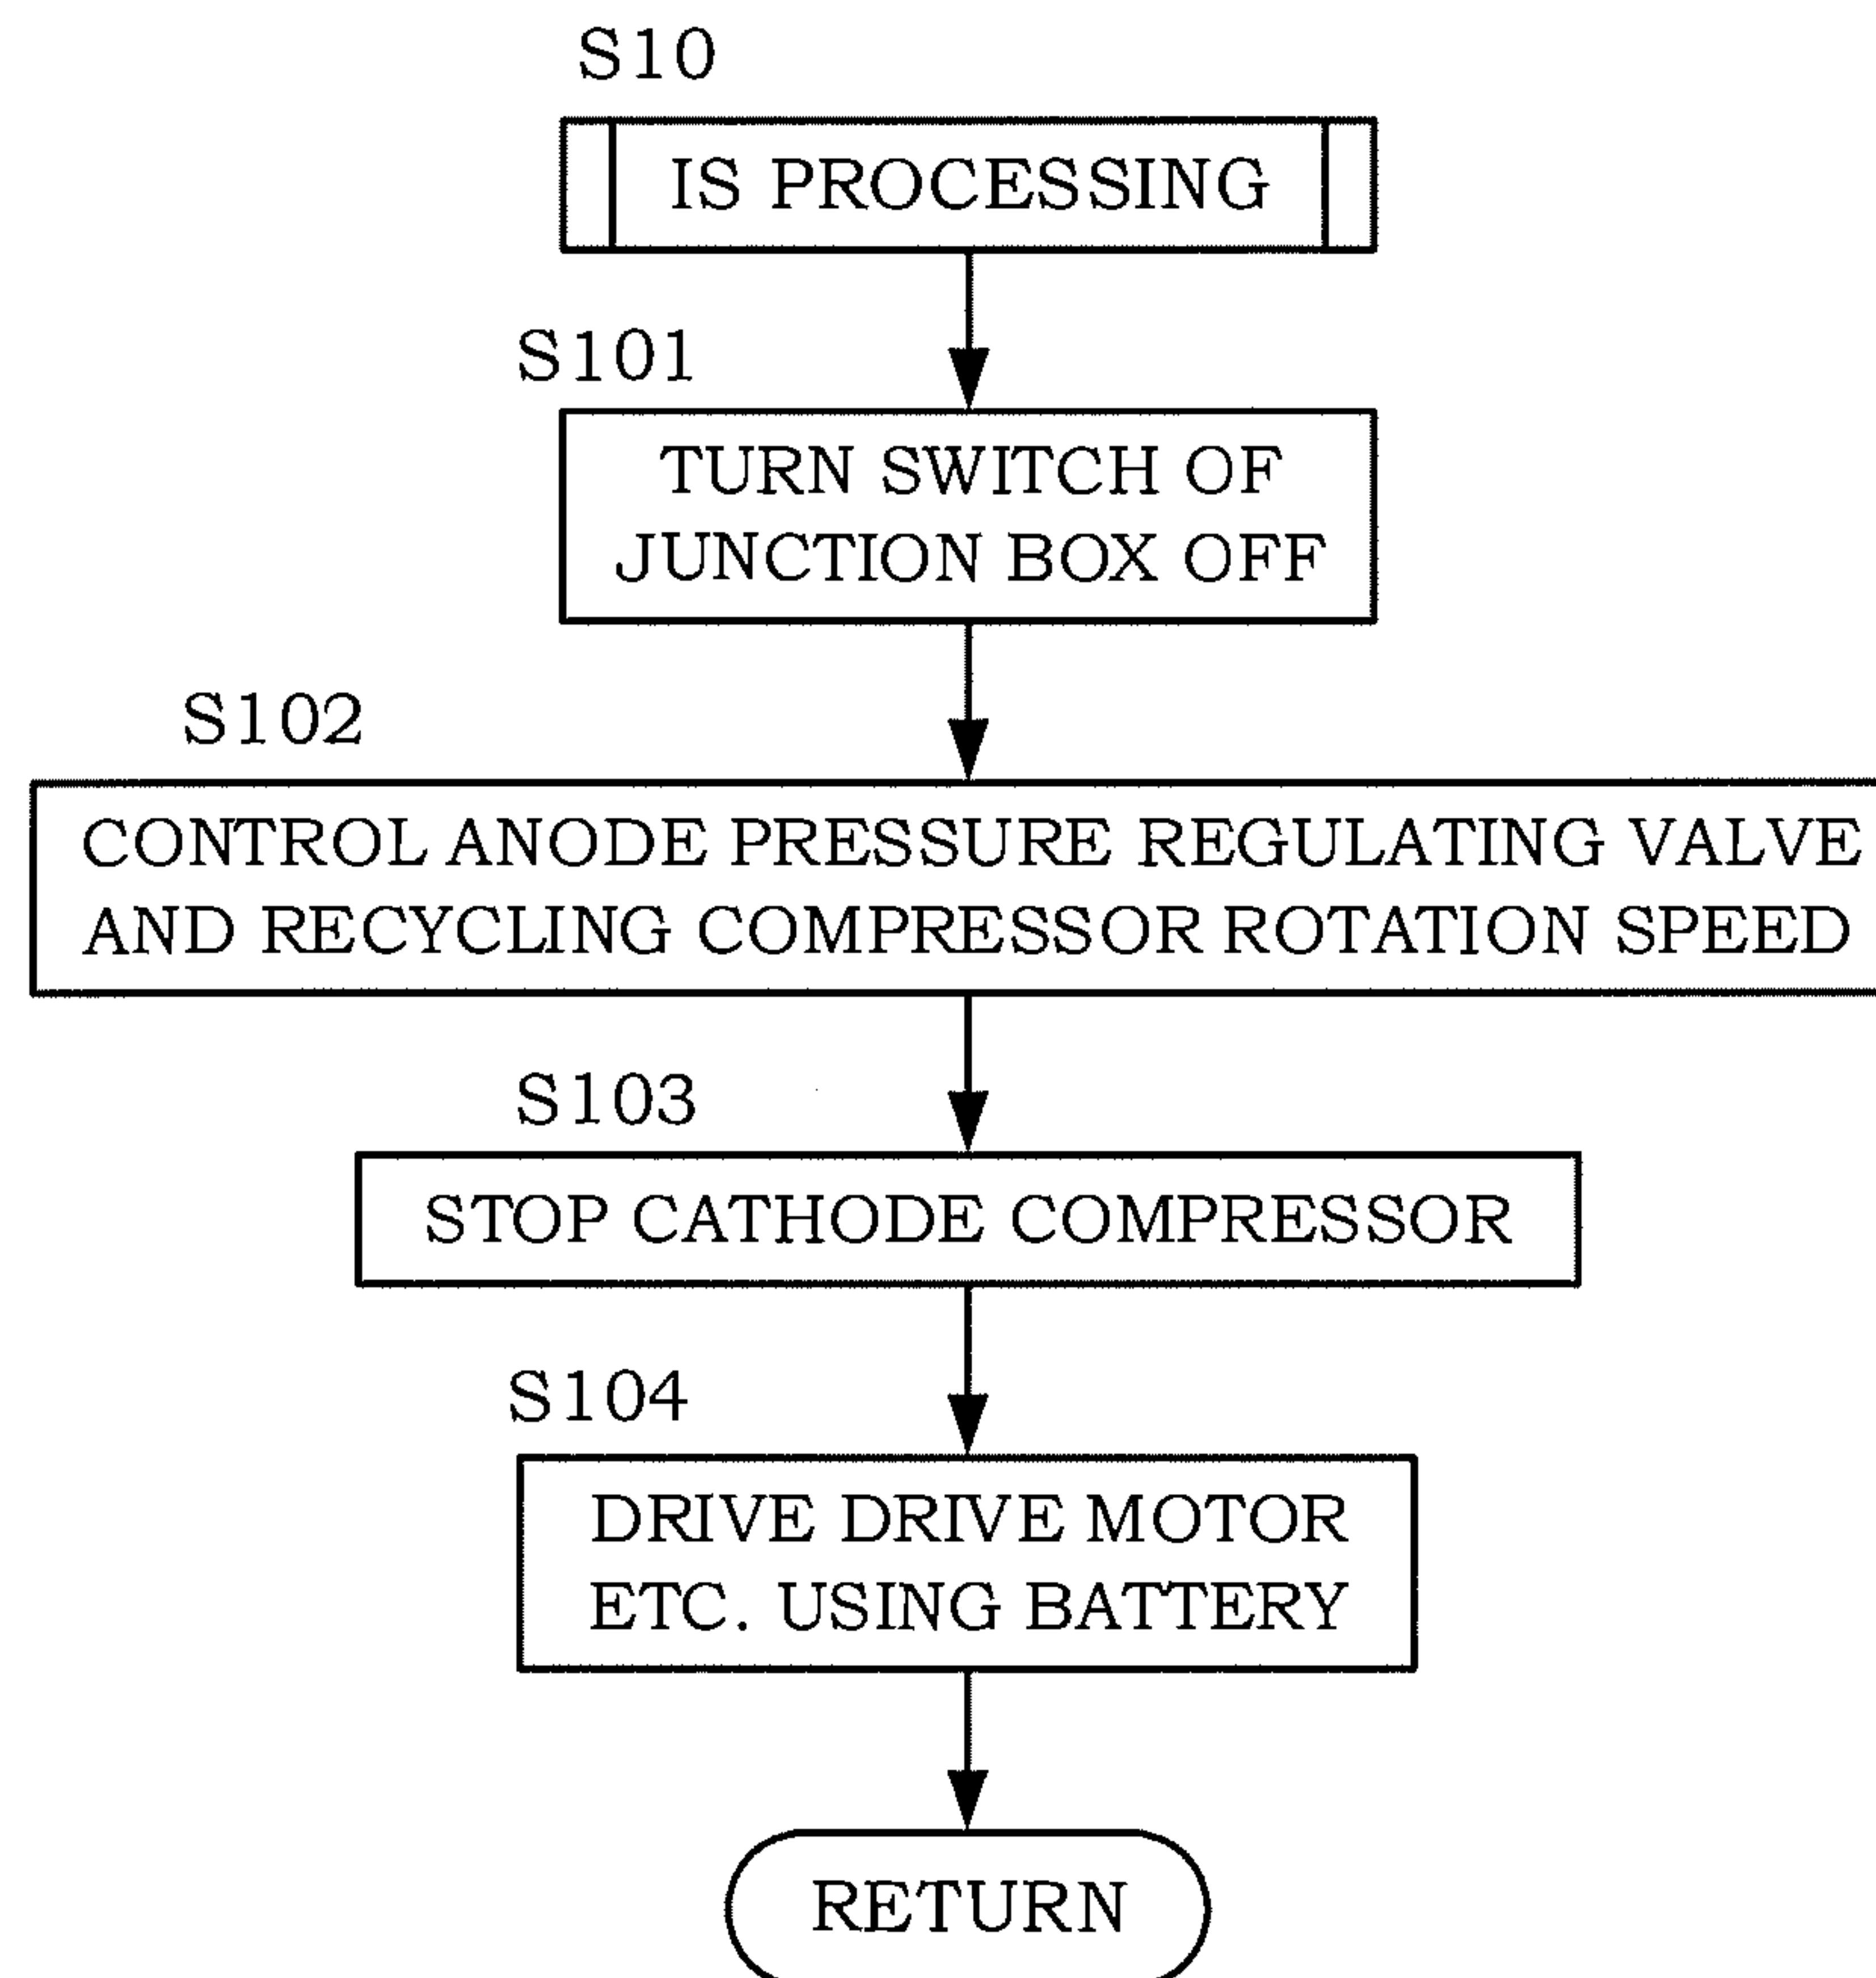 S10
IS PROCESSING
S101
TURN SWITCH OF
JUNCTION BOX OFF
S102
CONTROL ANODE PRESSURE REGULATING VALVE
AND RECYCLING COMPRESSOR ROTATION SPEED
S103
STOP CATHODE COMPRESSOR
S104
DRIVE DRIVE MOTOR
ETC. USING BATTERY
RETURN